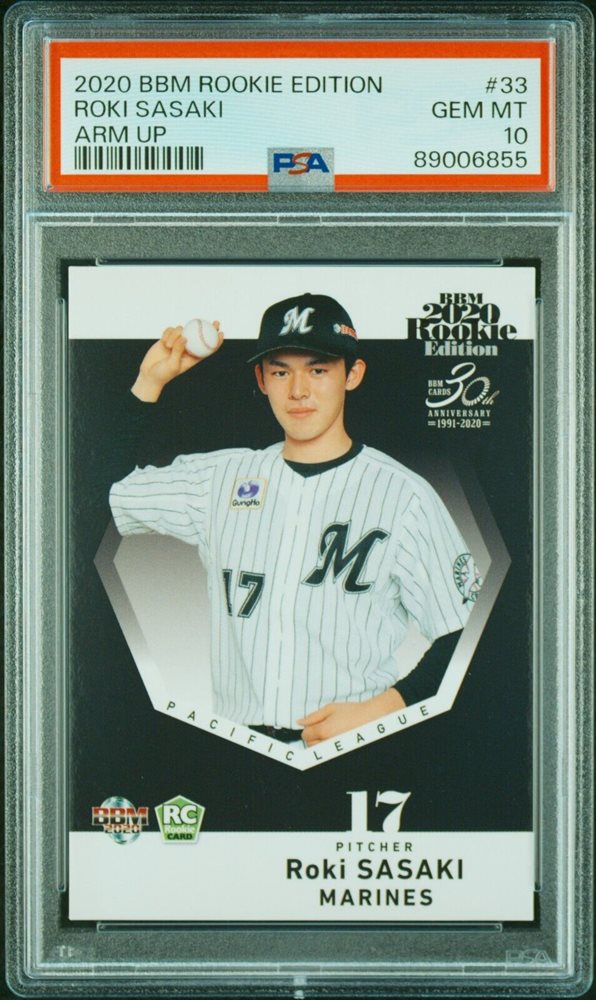 2020 BBM ROOKIE EDITION #33
ROKI SASAKI GEM MT
ARM UP 10
PSA 89006855
BBM
2020
Rookie
Edition
BBM CARDS 30th
ANNIVERSARY
=1991-2020=
M
GungHo
17
M
PACIFIC LEAGUE
BBM
2020
RC
Rookie
CARD
17
PITCHER
Roki SASAKI
MARINES
PSA